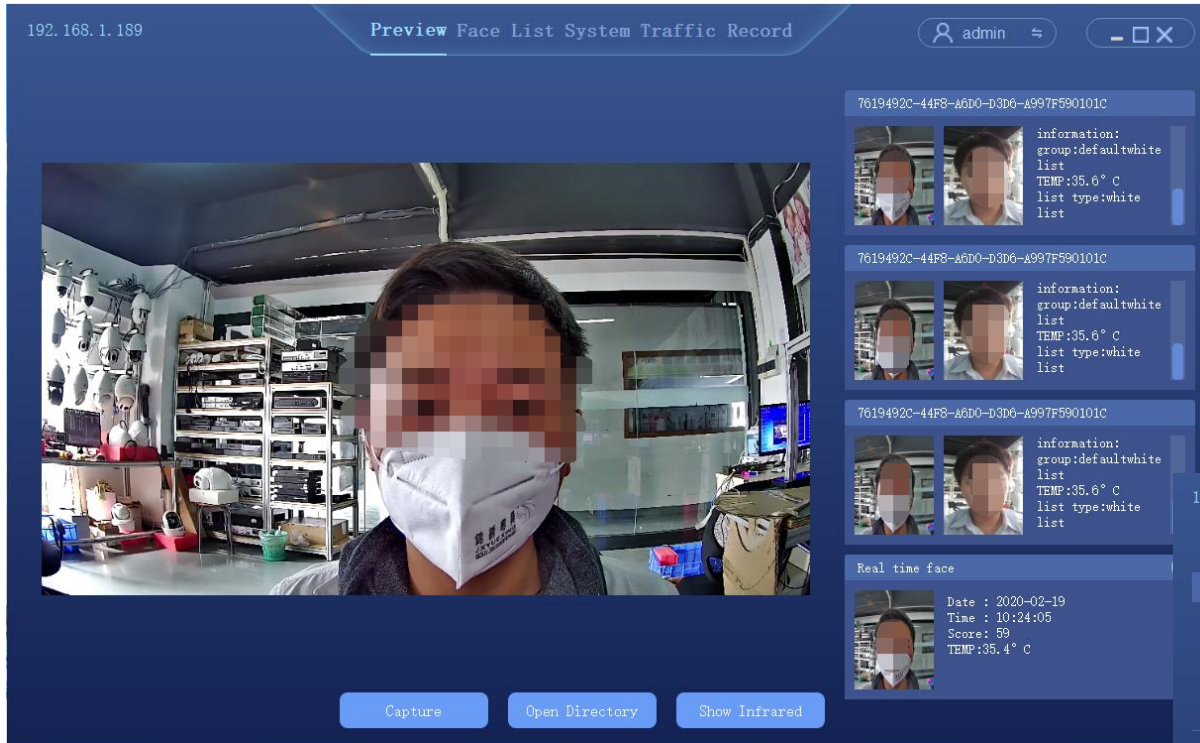 192.168.1.189
Preview Face List System Traffic Record
admin
7619492C-44F8-A6D0-D3D6-A997F590101C
information:
group:defaultwhite
list
TEMP:35.6° C
list type:white
list
7619492C-44F8-A6D0-D3D6-A997F590101C
information:
group:defaultwhite
list
TEMP:35.6° C
list type:white
list
7619492C-44F8-A6D0-D3D6-A997F590101C
information:
group:defaultwhite
list
TEMP:35.6° C
list type:white
list
1
Real time face
Date : 2020-02-19
Time : 10:24:05
Score: 59
TEMP:35.4° C
Capture
Open Directory
Show Infrared